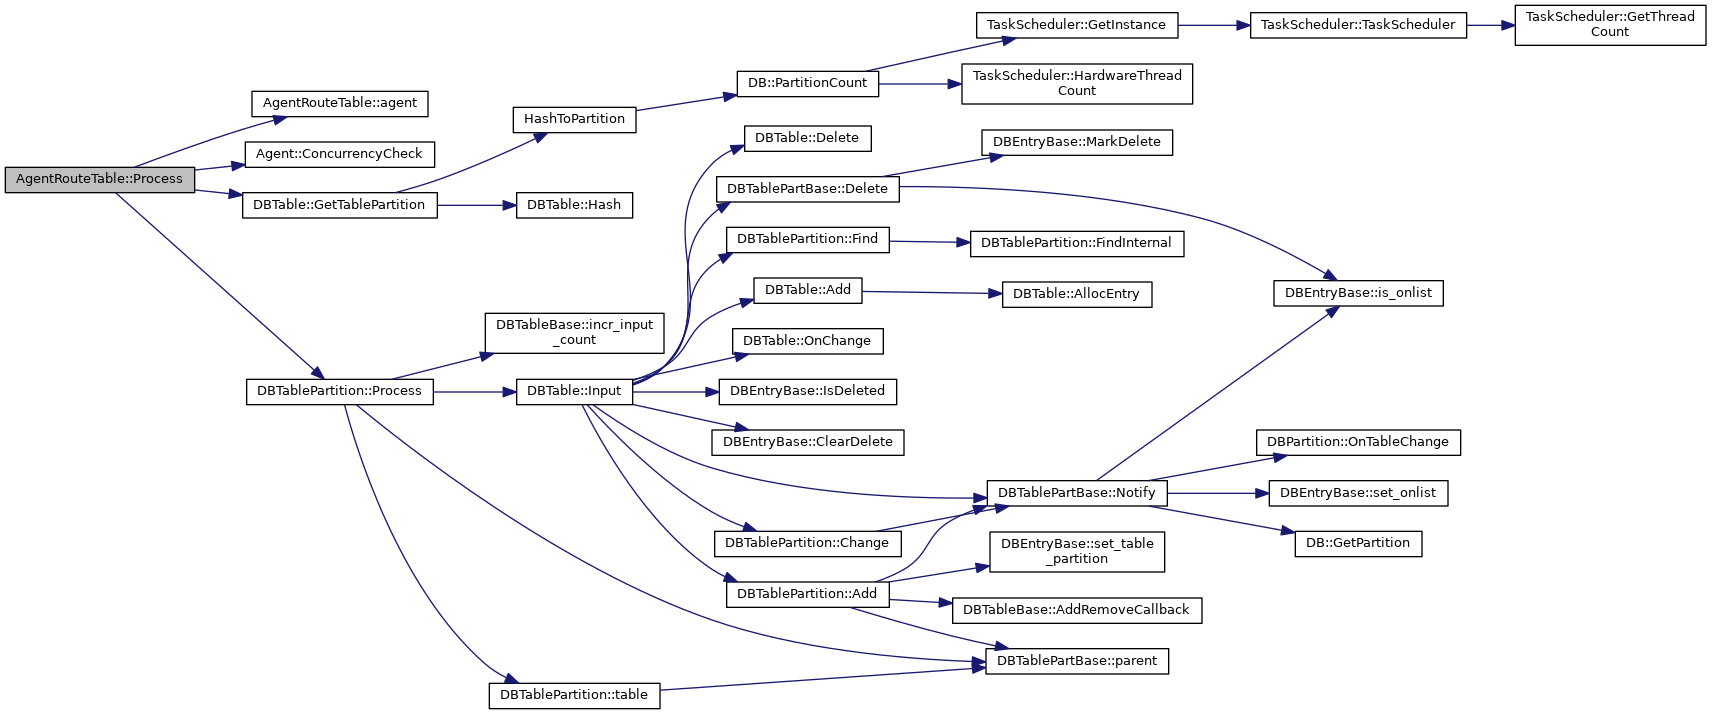 TaskScheduler::GetInstance
TaskScheduler::TaskScheduler
TaskScheduler::GetThread
Count
DB::PartitionCount
TaskScheduler::HardwareThread
Count
AgentRouteTable::agent
HashToPartition
DBTable::Delete
DBEntryBase::MarkDelete
Agent::ConcurrencyCheck
AgentRouteTable::Process
DBTablePartBase::Delete
DBTable::GetTablePartition
DBTable::Hash
DBTablePartition::Find
DBTablePartition::FindInternal
DBTable::Add
DBTable::AllocEntry
DBEntryBase::is_onlist
DBTableBase::incr_input
_count
DBTable::OnChange
DBTablePartition::Process
DBTable::Input
DBEntryBase::IsDeleted
DBEntryBase::ClearDelete
DBPartition::OnTableChange
DBTablePartBase::Notify
DBEntryBase::set_onlist
DBTablePartition::Change
DB::GetPartition
DBEntryBase::set_table
_partition
DBTablePartition::Add
DBTableBase::AddRemoveCallback
DBTablePartBase::parent
DBTablePartition::table